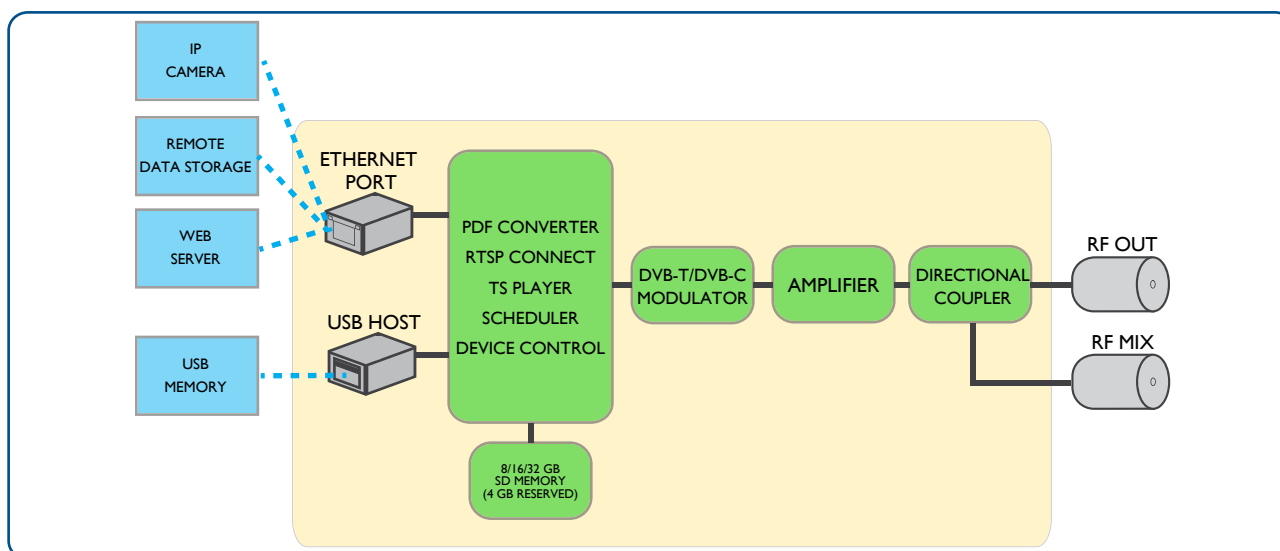 IP
CAMERA
REMOTE
DATA STORAGE
WEB
SERVER
USB
MEMORY
ETHERNET
PORT
USB HOST
PDF CONVERTER
RTSP CONNECT
TS PLAYER
SCHEDULER
DEVICE CONTROL
8/16/32 GB
SD MEMORY
(4 GB RESERVED)
DVB-T/DVB-C
MODULATOR
AMPLIFIER
DIRECTIONAL
COUPLER
RF OUT
RF MIX